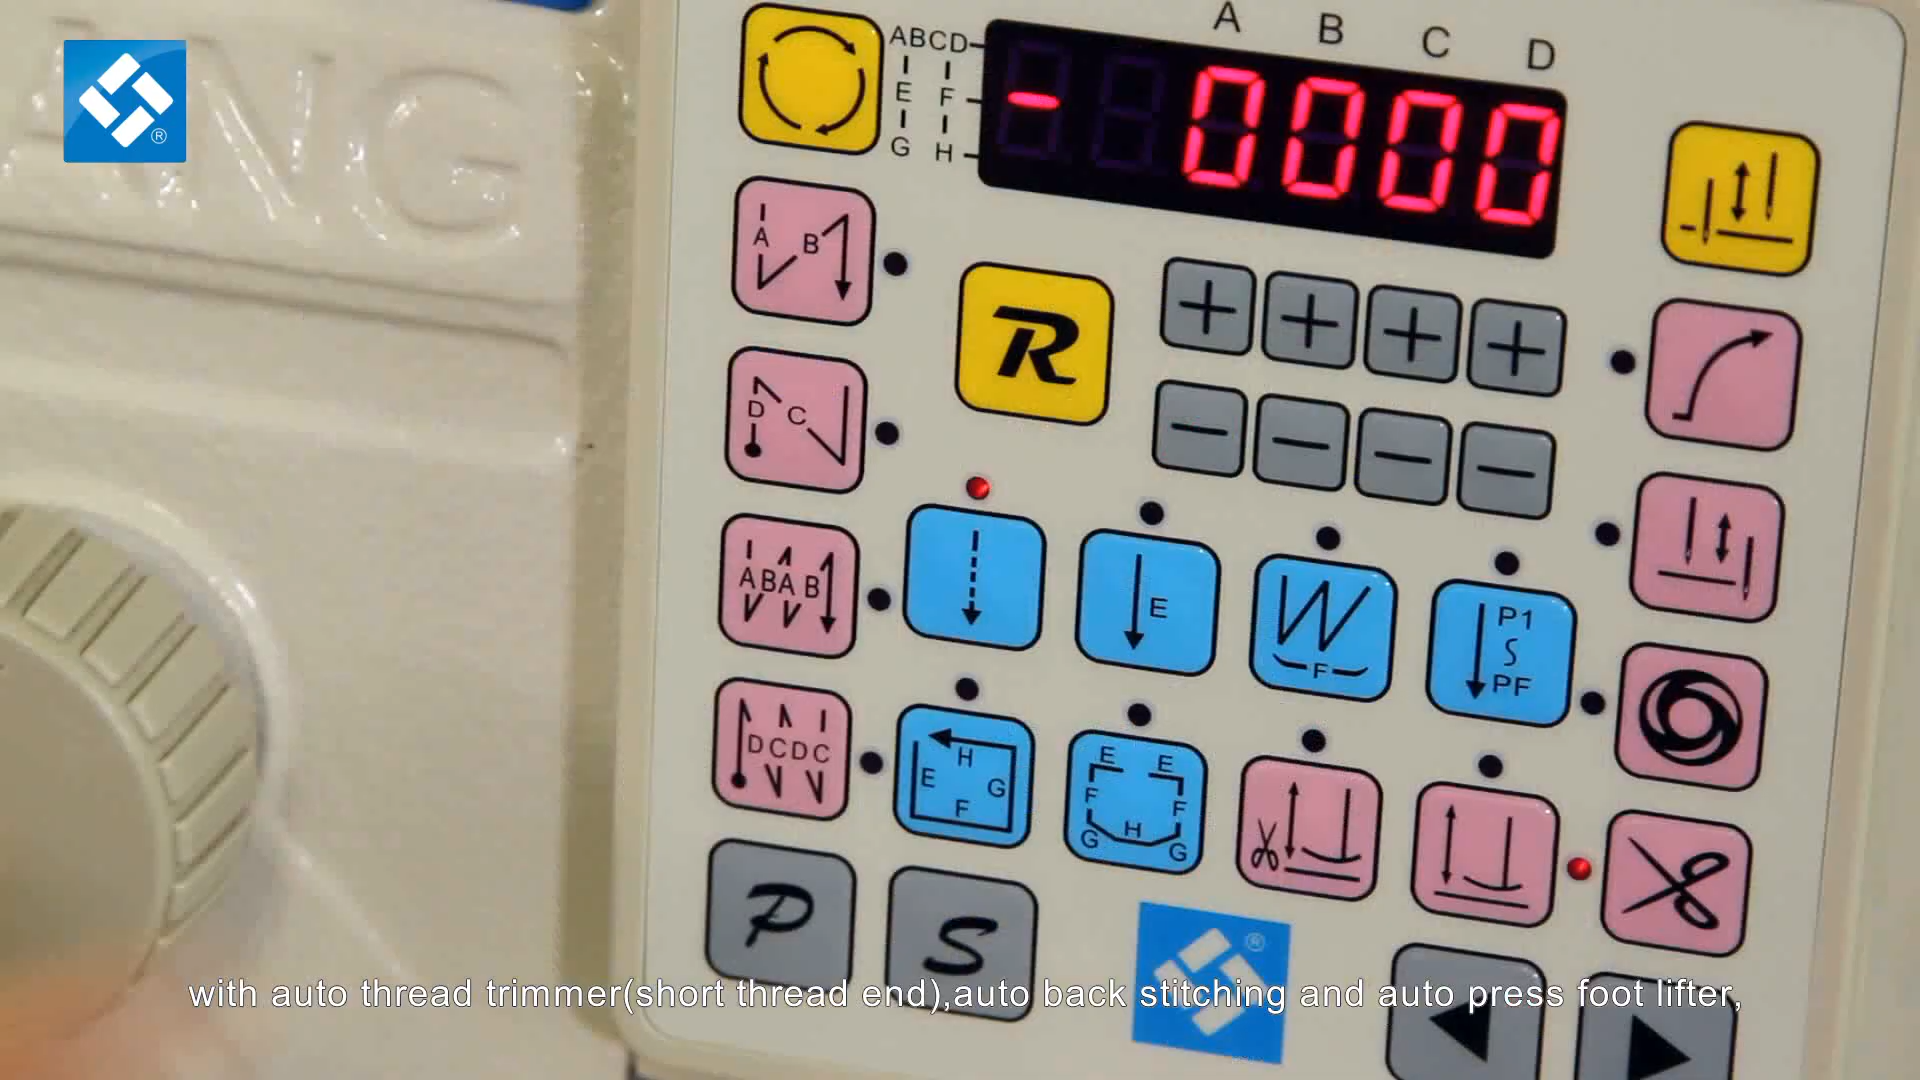 ANG
A B C D
ABCD
E F
G H
- 0000
A B
R
+ + + +
D C
- - - -
ABAB
E
F
P1
S
PF
DCDC
H
E G
F
E E
F F
G H G
P S
®
®
with auto thread trimmer(short thread end),auto back stitching and auto press foot lifter,